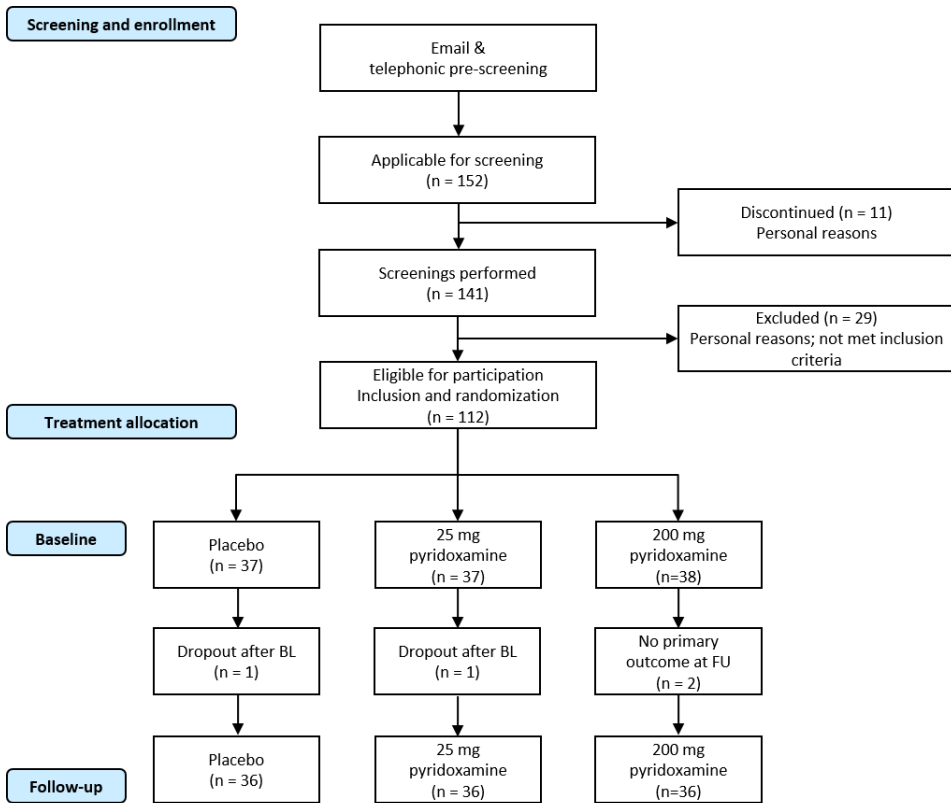 Screening and enrollment
Email &
telephonic pre-screening
Applicable for screening
(n = 152)
Discontinued (n = 11)
Personal reasons
Screenings performed
(n = 141)
Excluded (n = 29)
Personal reasons; not met inclusion
criteria
Eligible for participation
Inclusion and randomization
(n = 112)
Treatment allocation
Baseline
Placebo
(n = 37)
25 mg
pyridoxamine
(n = 37)
200 mg
pyridoxamine
(n=38)
Dropout after BL
(n = 1)
Dropout after BL
(n = 1)
No primary
outcome at FU
(n = 2)
Follow-up
Placebo
(n = 36)
25 mg
pyridoxamine
(n = 36)
200 mg
pyridoxamine
(n=36)